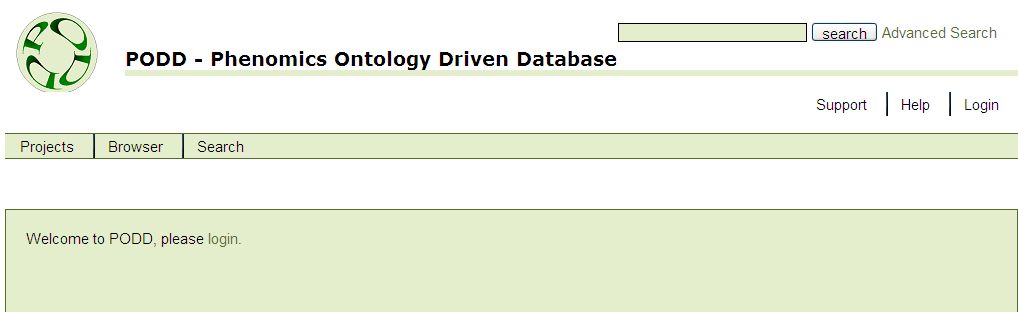 search Advanced Search
PODD - Phenomics Ontology Driven Database
Support Help Login
Projects Browser Search
Welcome to PODD, please login.